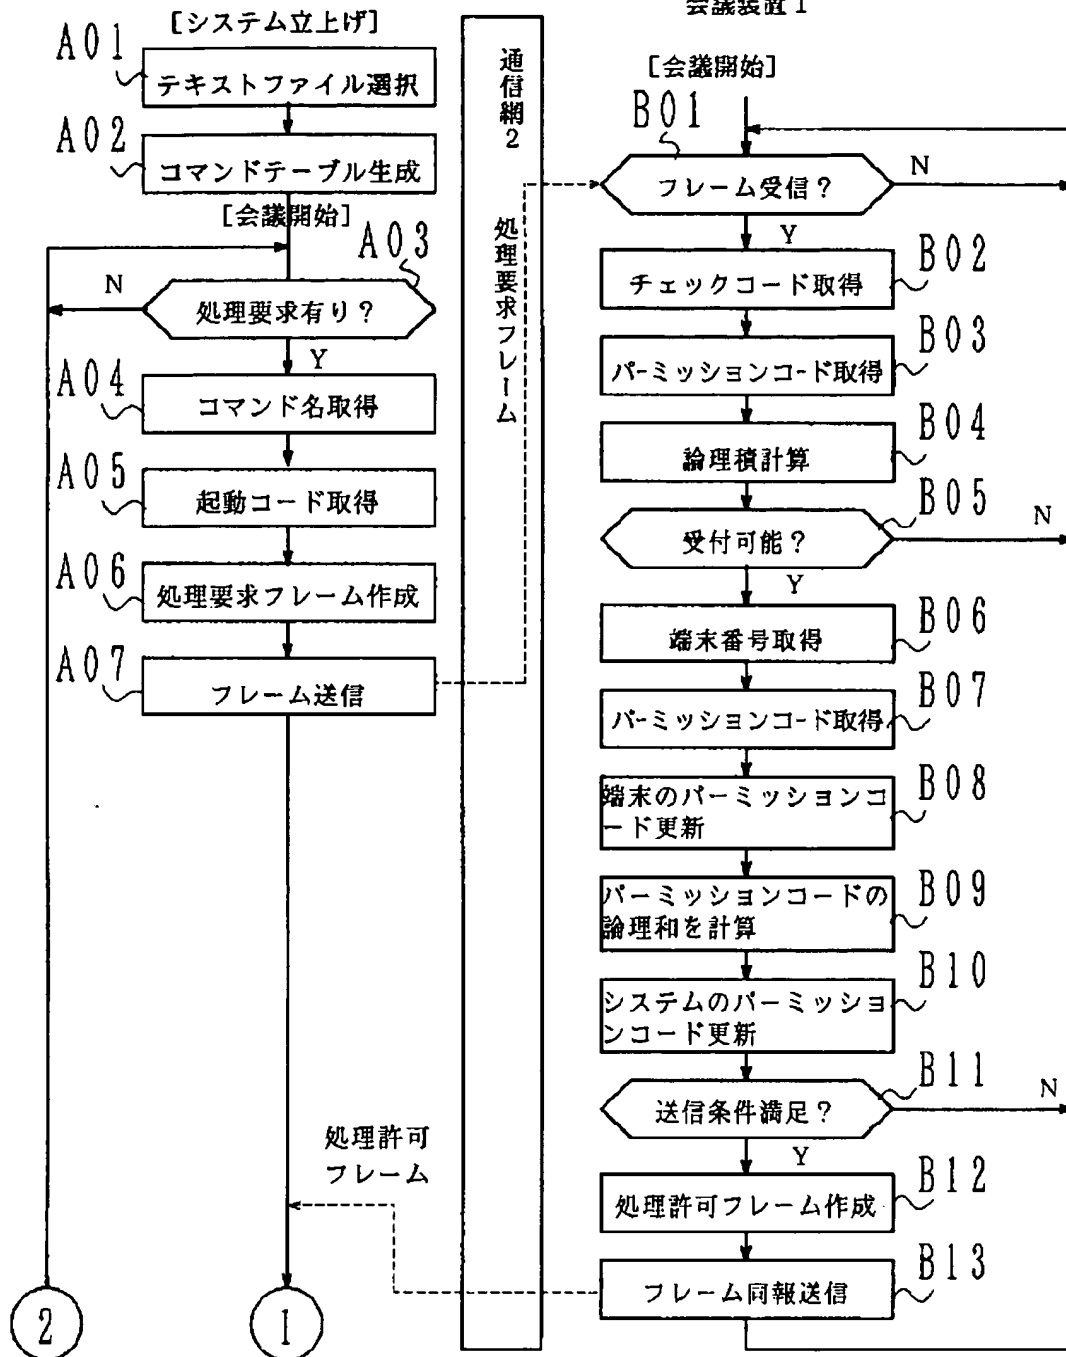 [システム立上げ]
A01
テキストファイル選択
A02
コマンドテーブル生成
[会議開始]
A03
処理要求有り?
N
Y
A04
コマンド名取得
A05
起動コード取得
A06
処理要求フレーム作成
A07
フレーム送信
処理許可
フレーム
2
1
通信網2
処理要求フレーム
会議装置1
[会議開始]
B01
フレーム受信?
N
Y
B02
チェックコード取得
B03
パーミッションコード取得
B04
論理積計算
B05
受付可能?
N
Y
B06
端末番号取得
B07
パーミッションコード取得
B08
端末のパーミッションコ
ード更新
B09
パーミッションコードの
論理和を計算
B10
システムのパーミッショ
ンコード更新
B11
送信条件満足?
N
Y
B12
処理許可フレーム作成
B13
フレーム同報送信